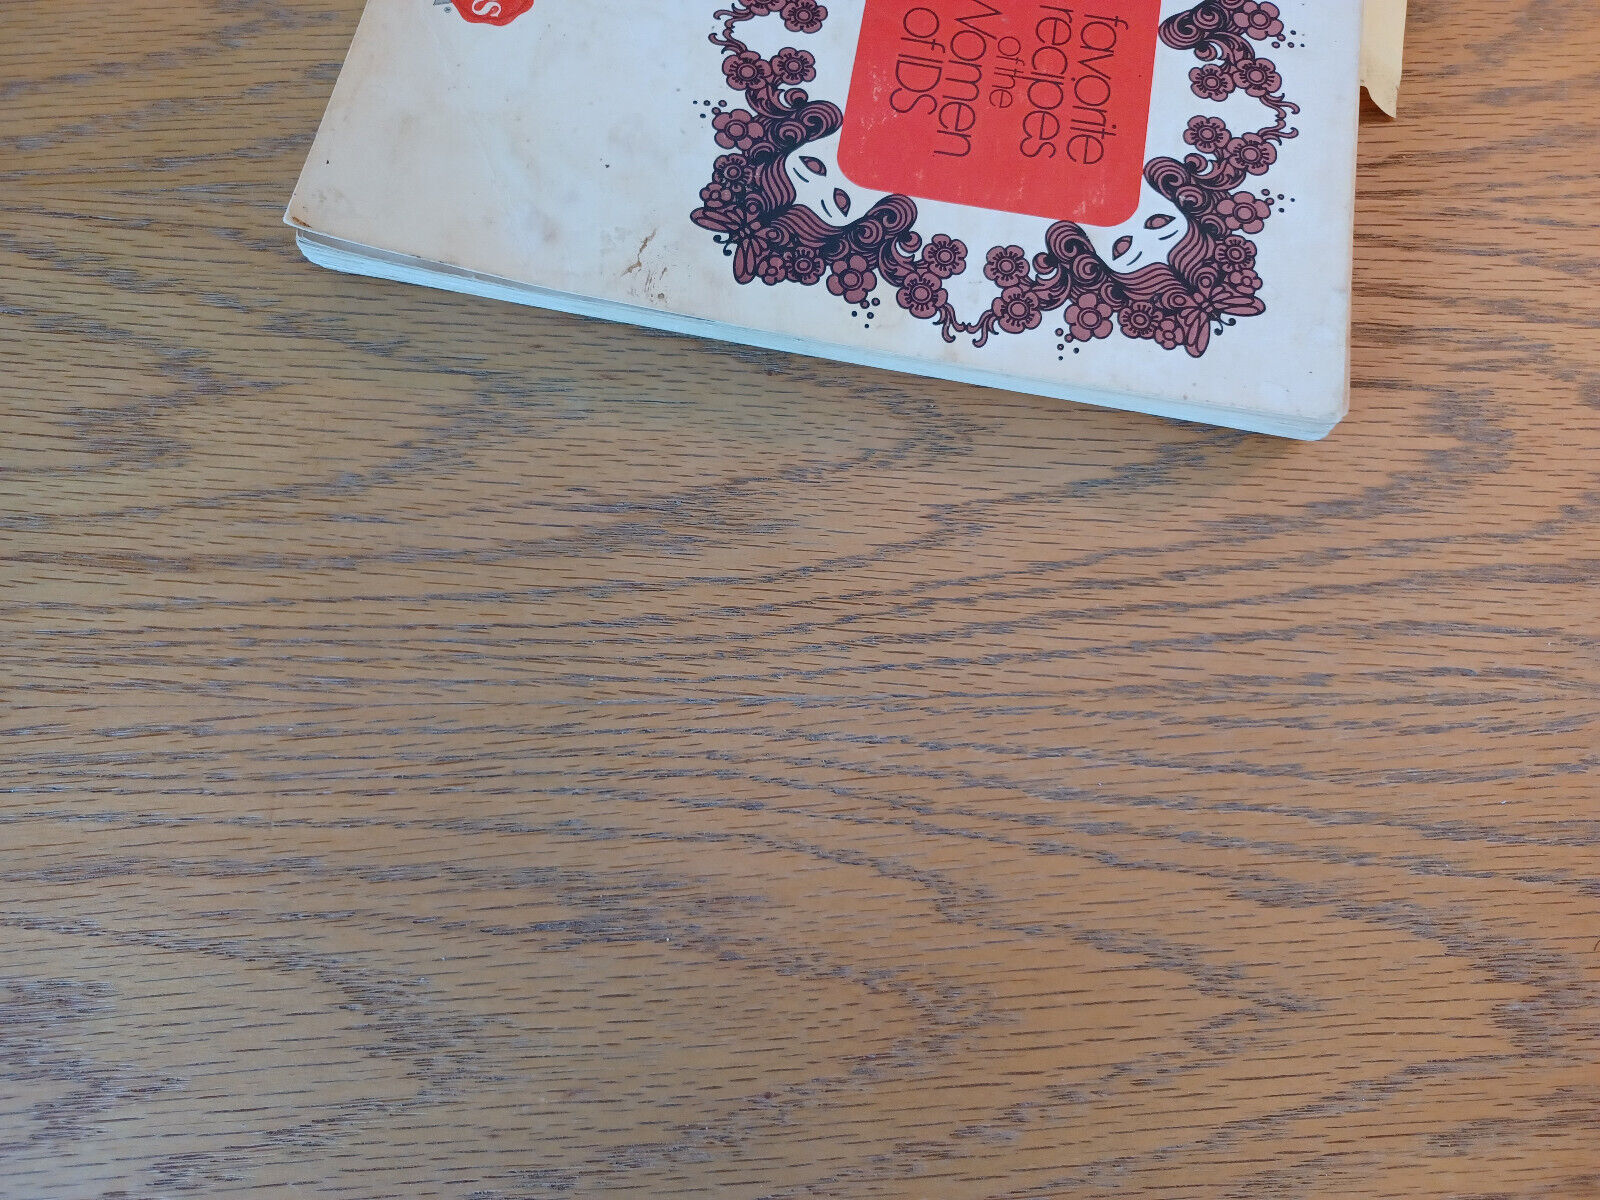 favorite
recipes
of the
Women
of IDS
S
®